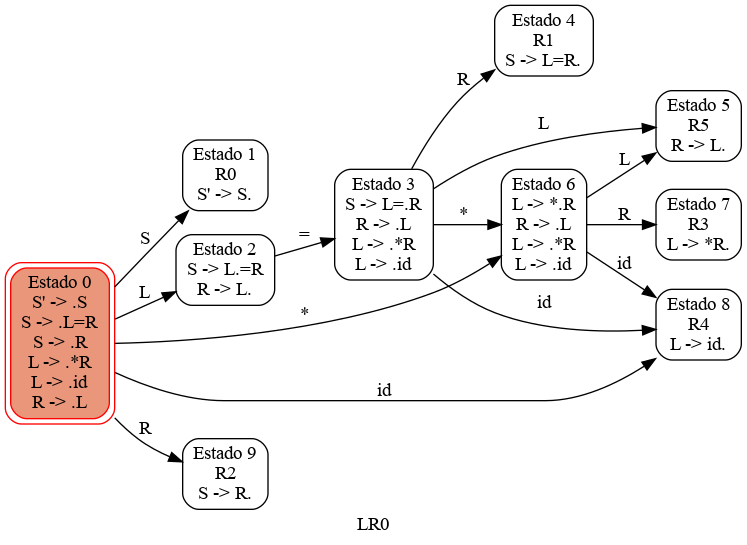 Estado 4
R1
S -> L=R.
R
Estado 5
R5
R -> L.
L
Estado 1
R0
S' -> S.
S
Estado 3
S -> L=.R
R -> .L
L -> .*R
L -> .id
*
Estado 6
L -> *.R
R -> .L
L -> .*R
L -> .id
L
R
Estado 7
R3
L -> *R.
=
Estado 2
S -> L.=R
R -> L.
L
id
Estado 8
R4
L -> id.
id
Estado 0
S' -> .S
S -> .L=R
S -> .R
L -> .*R
L -> .id
R -> .L
*
id
R
Estado 9
R2
S -> R.
LR0